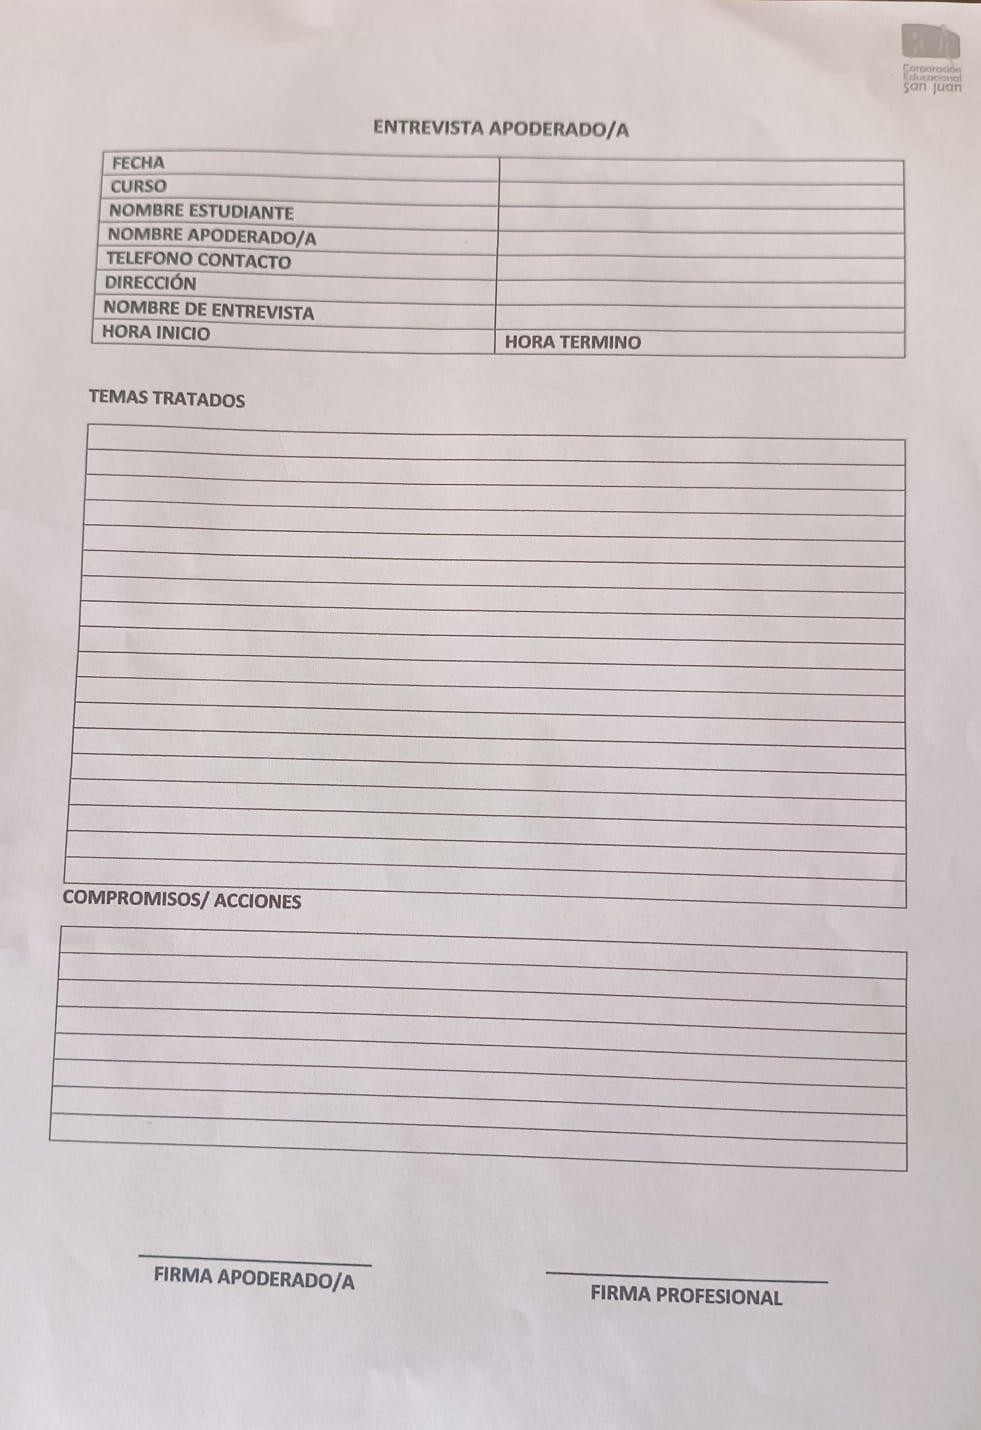 Corporación
Educacional
San Juan
ENTREVISTA APODERADO/A
FECHA
CURSO
NOMBRE ESTUDIANTE
NOMBRE APODERADO/A
TELEFONO CONTACTO
DIRECCIÓN
NOMBRE DE ENTREVISTA
HORA INICIO HORA TERMINO
TEMAS TRATADOS
COMPROMISOS/ ACCIONES
FIRMA APODERADO/A
FIRMA PROFESIONAL